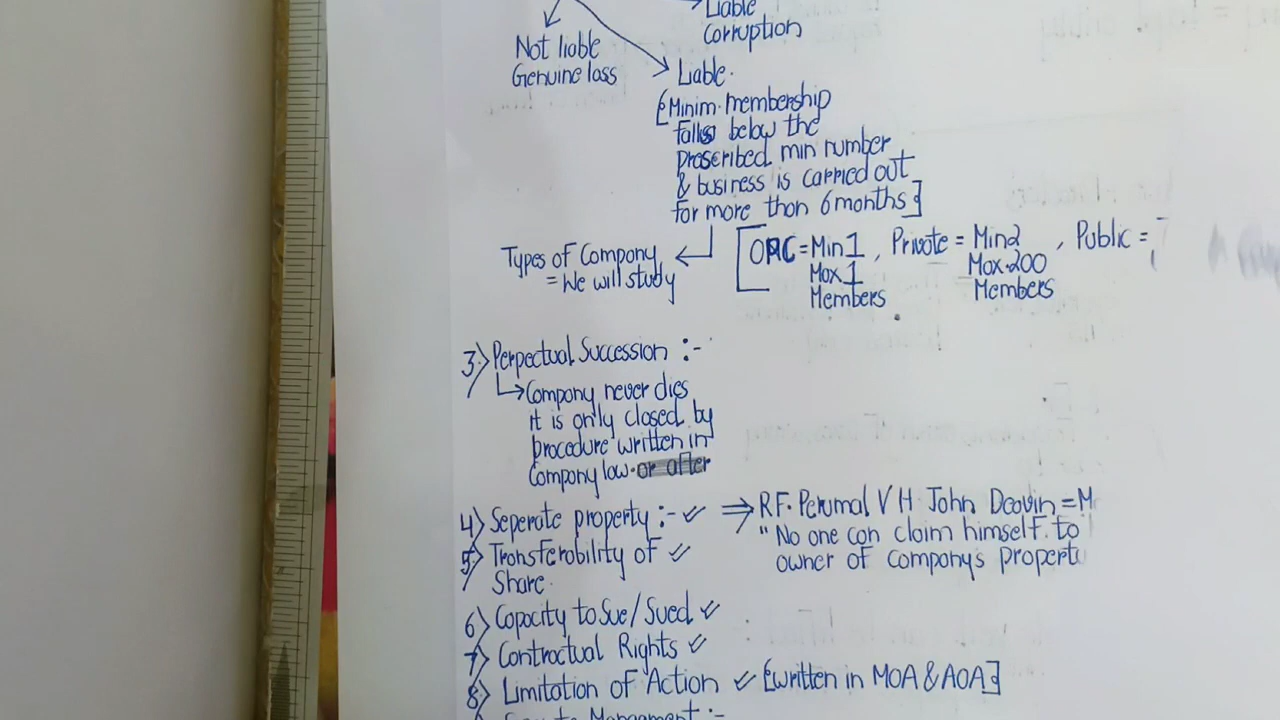 Liable
corruption
Not liable
Genuine loss
Liable.
[Minim. membership
falls below the
prescribed min number
& business is carried out
for more than 6 months]
Types of Company
= We will study
OPC = Min 1 , Private = Min 2 , Public =
Max 1 Max. 200
Members Members
3) Perpectual Succession :-
Company never dies
it is only closed by
procedure written in
Company law. or after
4) Seperate property :- ✓ ⇒ RF. Perumal V H. John Deavin = M
"No one can claim himself. to
owner of company's
5) Transferability of ✓
Share.
6) Capacity to Sue/Sued ✓
7) Contractual Rights ✓
8) Limitation of Action ✓ [written in MOA & AOA]